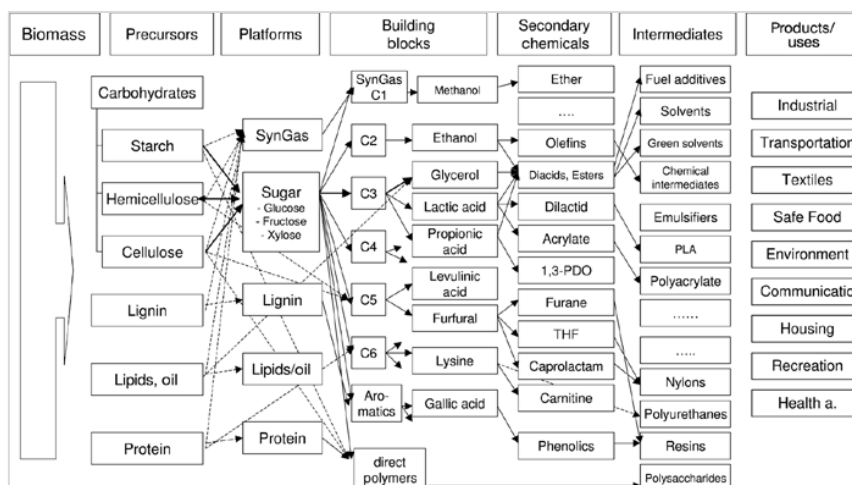 Biomass
Precursors
Platforms
Building
blocks
Secondary
chemicals
Intermediates
Products/
uses
Carbohydrates
Starch
Hemicellulose
Cellulose
Lignin
Lipids, oil
Protein
SynGas
Sugar
- Glucose
- Fructose
- Xylose
Lignin
Lipids/oil
Protein
SynGas
C1
C2
C3
C4
C5
C6
Aro-
matics
direct
polymers
Methanol
Ethanol
Glycerol
Lactic acid
Propionic
acid
Levulinic
acid
Furfural
Lysine
Gallic acid
Ether
....
Olefins
Diacids, Esters
Dilactid
Acrylate
1,3-PDO
Furane
THF
Caprolactam
Carnitine
Phenolics
Fuel additives
Solvents
Green solvents
Chemical
intermediates
Emulsifiers
PLA
Polyacrylate
......
.....
Nylons
Polyurethanes
Resins
Polysaccharides
Industrial
Transportation
Textiles
Safe Food
Environment
Communicatio
Housing
Recreation
Health a.